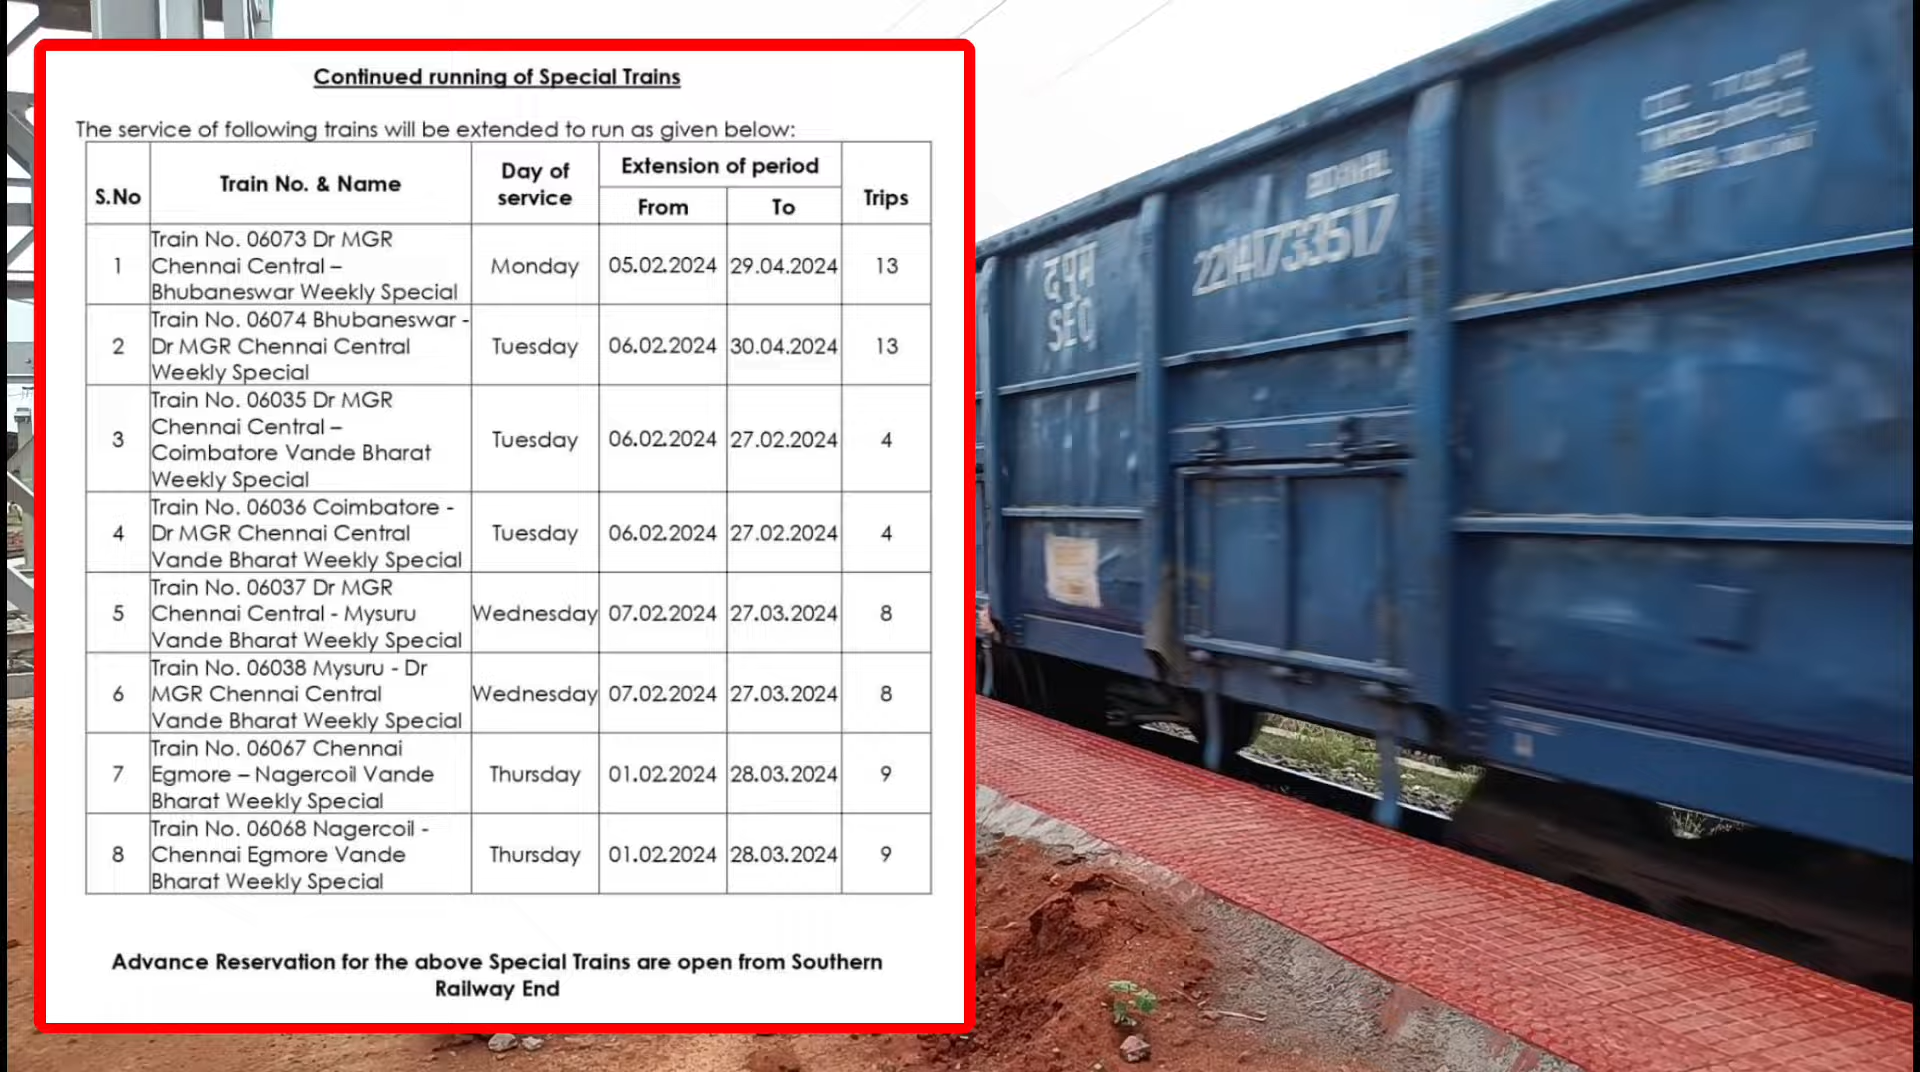 Continued running of Special Trains
The service of following trains will be extended to run as given below:
S.No
Train No. & Name
Day of
service
Extension of period
From
To
Trips
1
Train No. 06073 Dr MGR
Chennai Central –
Bhubaneswar Weekly Special
Monday
05.02.2024
29.04.2024
13
2
Train No. 06074 Bhubaneswar -
Dr MGR Chennai Central
Weekly Special
Tuesday
06.02.2024
30.04.2024
13
3
Train No. 06035 Dr MGR
Chennai Central –
Coimbatore Vande Bharat
Weekly Special
Tuesday
06.02.2024
27.02.2024
4
4
Train No. 06036 Coimbatore -
Dr MGR Chennai Central
Vande Bharat Weekly Special
Tuesday
06.02.2024
27.02.2024
4
5
Train No. 06037 Dr MGR
Chennai Central - Mysuru
Vande Bharat Weekly Special
Wednesday
07.02.2024
27.03.2024
8
6
Train No. 06038 Mysuru - Dr
MGR Chennai Central
Vande Bharat Weekly Special
Wednesday
07.02.2024
27.03.2024
8
7
Train No. 06067 Chennai
Egmore – Nagercoil Vande
Bharat Weekly Special
Thursday
01.02.2024
28.03.2024
9
8
Train No. 06068 Nagercoil -
Chennai Egmore Vande
Bharat Weekly Special
Thursday
01.02.2024
28.03.2024
9
Advance Reservation for the above Special Trains are open from Southern
Railway End